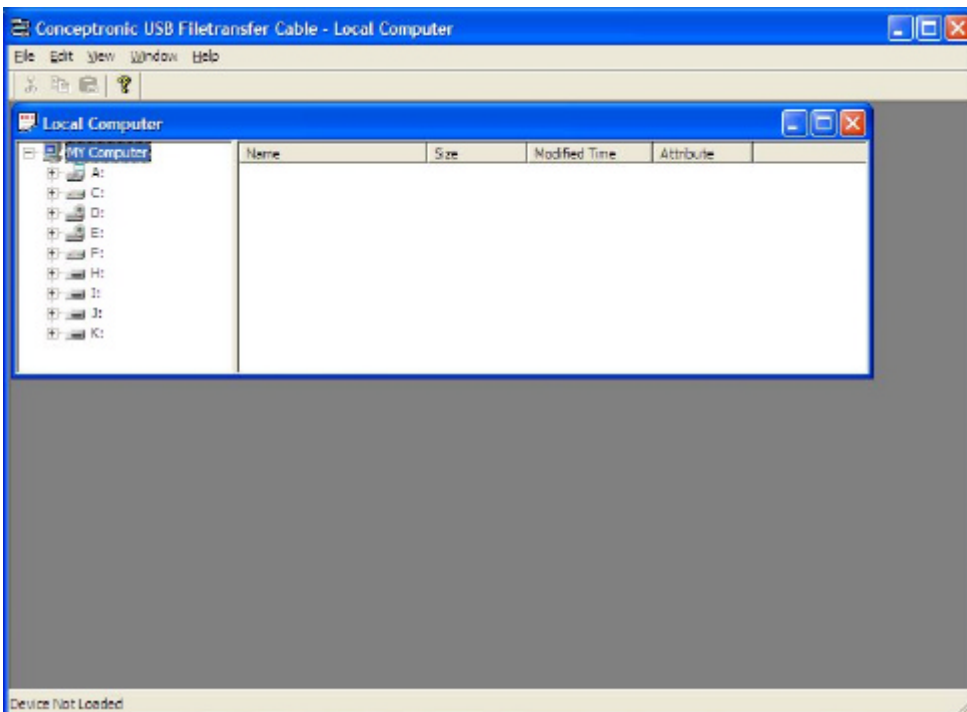 Conceptronic USB Filetransfer Cable - Local Computer
File Edit View Window Help
Local Computer
MY Computer
Name Size Modified Time Attribute
A:
C:
D:
E:
F:
H:
I:
J:
K:
Device Not Loaded